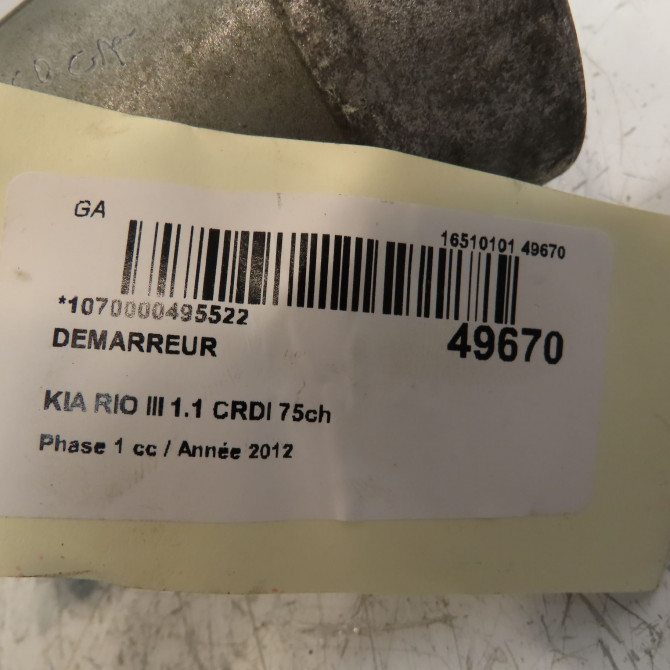 GA
16510101 49670
*1070000495522
DEMARREUR
49670
KIA RIO III 1.1 CRDI 75ch
Phase 1 cc / Année 2012